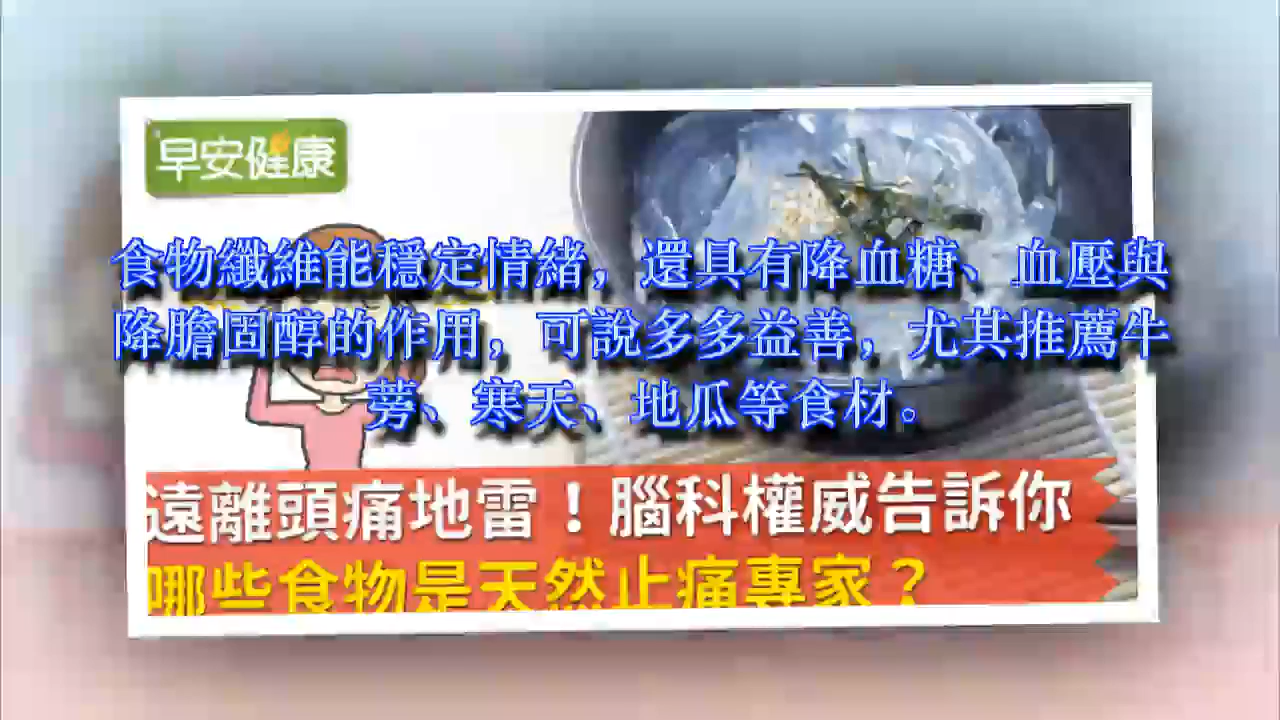 早安健康
食物纖維能穩定情緒，還具有降血糖、血壓與
降膽固醇的作用，可說多多益善，尤其推薦牛
蒡、寒天、地瓜等食材。
遠離頭痛地雷！腦科權威告訴你
哪些食物是天然止痛專家？